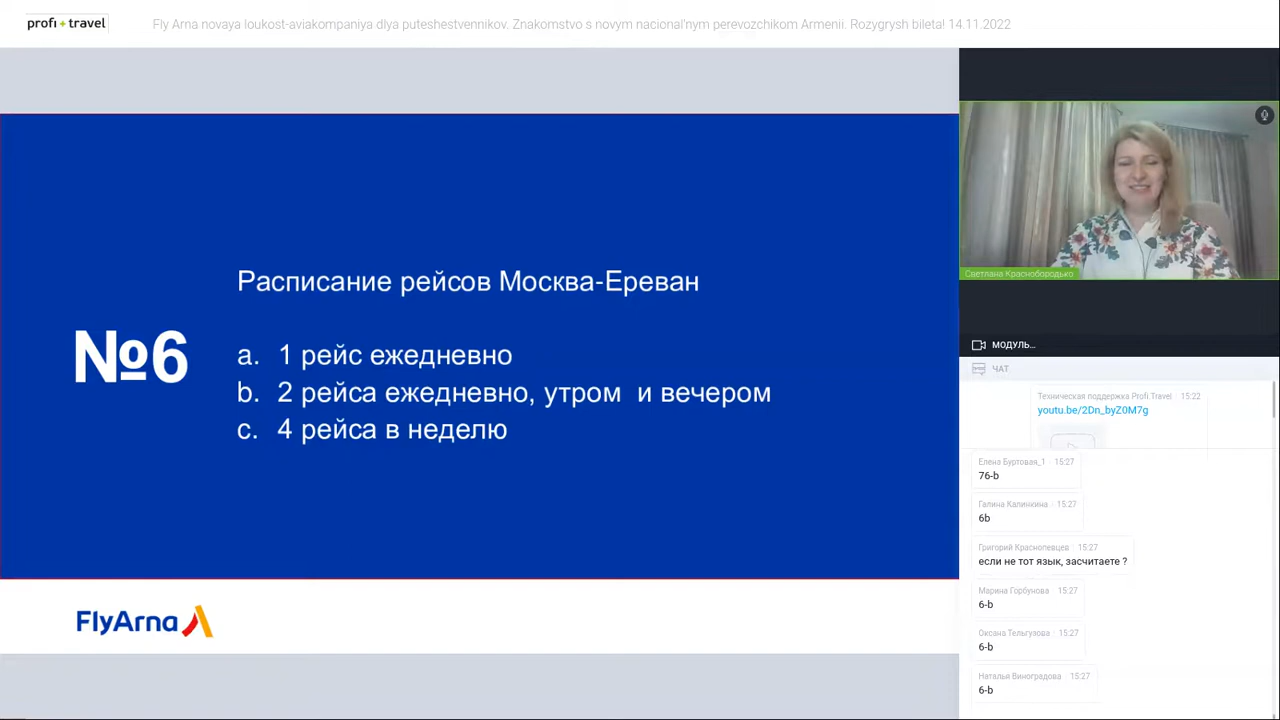 profi travel
Fly Arna novaya loukost-aviakompaniya dlya puteshestvennikov. Znakomstvo s novym nacional'nym perevozchikom Armenii. Rozygrysh bileta! 14.11.2022
Расписание рейсов Москва-Ереван
№6
a. 1 рейс ежедневно
b. 2 рейса ежедневно, утром и вечером
c. 4 рейса в неделю
FlyArna
Светлана Краснобородько
МОДУЛЬ...
ЧАТ
Техническая поддержка Profi.Travel 15:22
youtu.be/2Dn_byZ0M7g
Елена Буртовая_1 15:27
76-b
Галина Калинкина 15:27
6b
Григорий Краснопевцев 15:27
если не тот язык, засчитаете ?
Марина Горбунова 15:27
6-b
Оксана Тельгузова 15:27
6-b
Наталья Виноградова 15:27
6-b